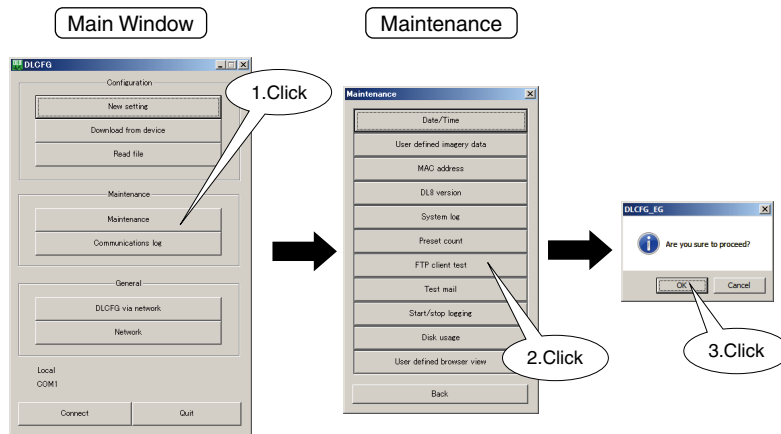 Main Window
Maintenance
DLCFG
Configuration
New setting
Download from device
Read file
Maintenance
Maintenance
Communications log
General
DLCFG via network
Network
Local
COM1
Connect
Quit
1.Click
Maintenance
Date/Time
User defined imagery data
MAC address
DL8 version
System log
Preset count
FTP client test
Test mail
Start/stop logging
Disk usage
User defined browser view
Back
2.Click
DLCFG_EG
Are you sure to proceed?
OK
Cancel
3.Click